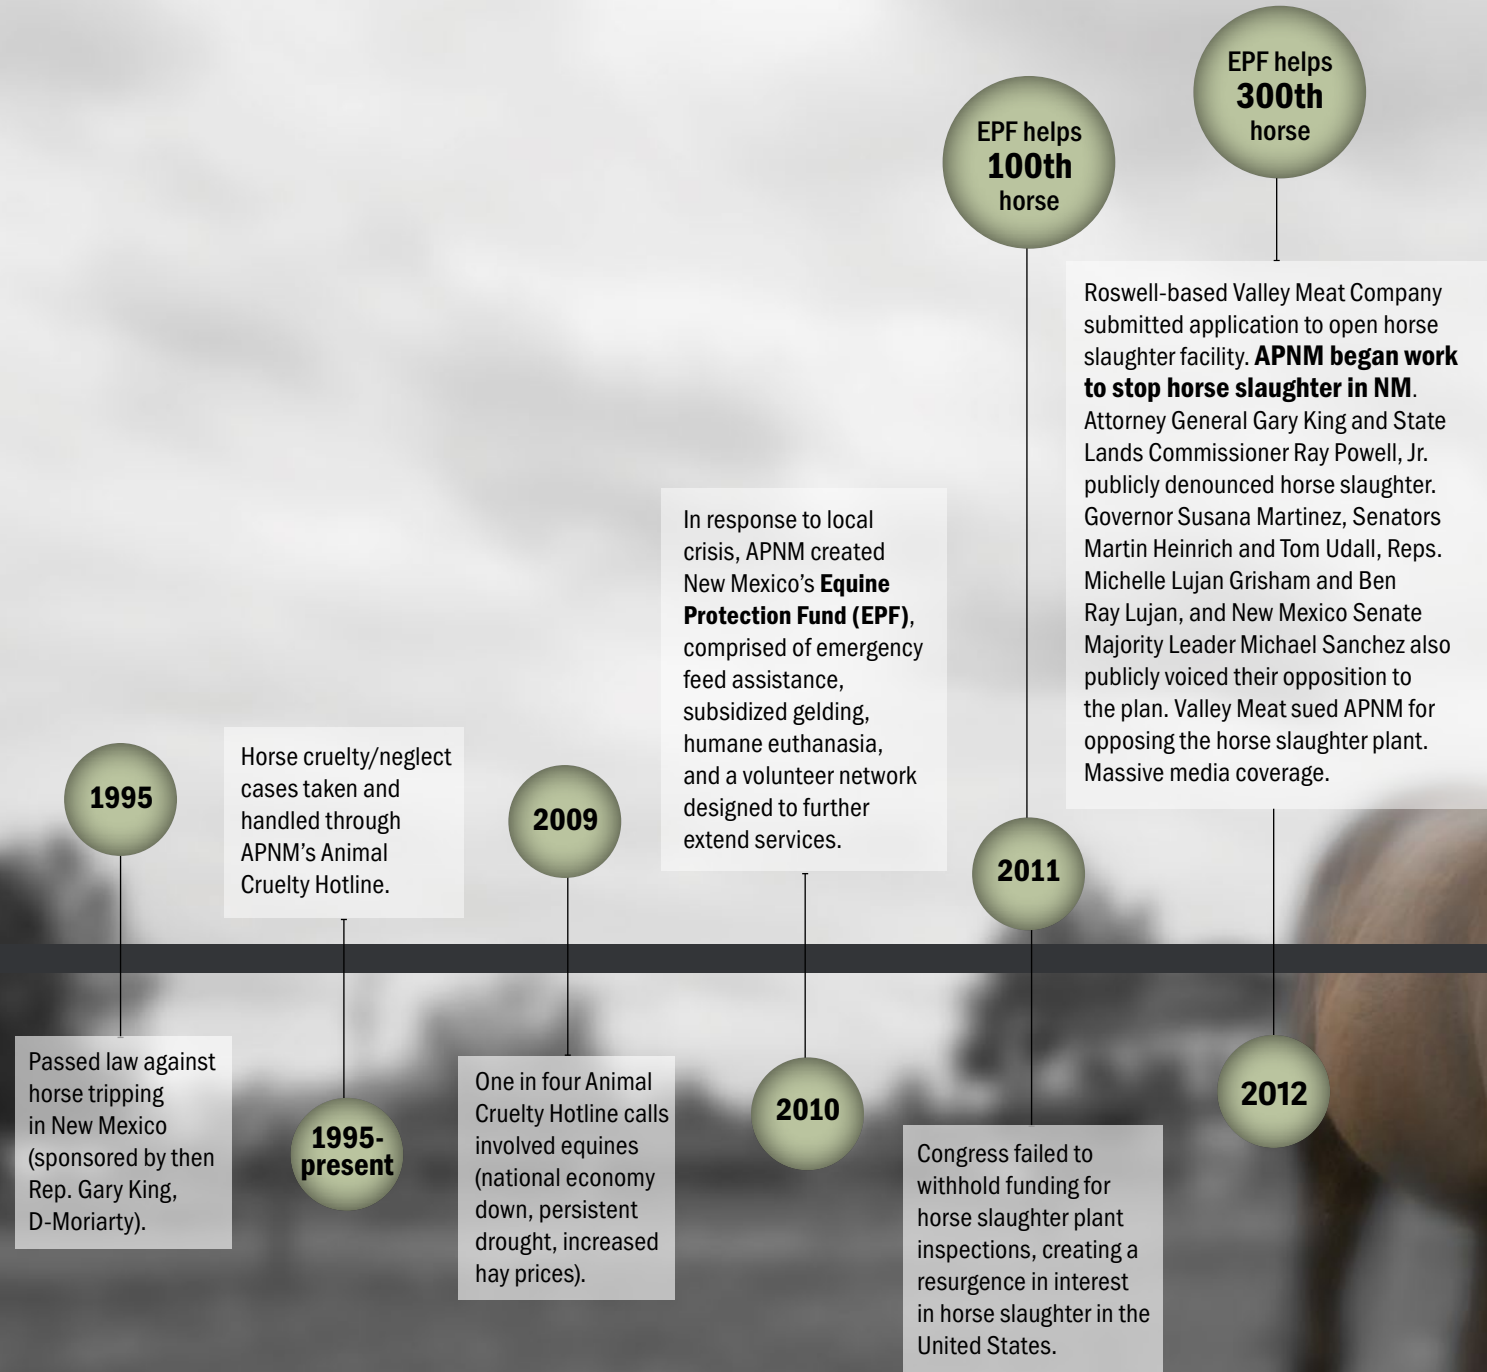 1995
Passed law against
horse tripping
in New Mexico
(sponsored by then
Rep. Gary King,
D-Moriarty).
Horse cruelty/neglect
cases taken and
handled through
APNM’s Animal
Cruelty Hotline.
1995-
present
2009
One in four Animal
Cruelty Hotline calls
involved equines
(national economy
down, persistent
drought, increased
hay prices).
In response to local
crisis, APNM created
New Mexico’s Equine
Protection Fund (EPF),
comprised of emergency
feed assistance,
subsidized gelding,
humane euthanasia,
and a volunteer network
designed to further
extend services.
2010
EPF helps
100th
horse
2011
Congress failed to
withhold funding for
horse slaughter plant
inspections, creating a
resurgence in interest
in horse slaughter in the
United States.
EPF helps
300th
horse
Roswell-based Valley Meat Company
submitted application to open horse
slaughter facility. APNM began work
to stop horse slaughter in NM.
Attorney General Gary King and State
Lands Commissioner Ray Powell, Jr.
publicly denounced horse slaughter.
Governor Susana Martinez, Senators
Martin Heinrich and Tom Udall, Reps.
Michelle Lujan Grisham and Ben
Ray Lujan, and New Mexico Senate
Majority Leader Michael Sanchez also
publicly voiced their opposition to
the plan. Valley Meat sued APNM for
opposing the horse slaughter plant.
Massive media coverage.
2012